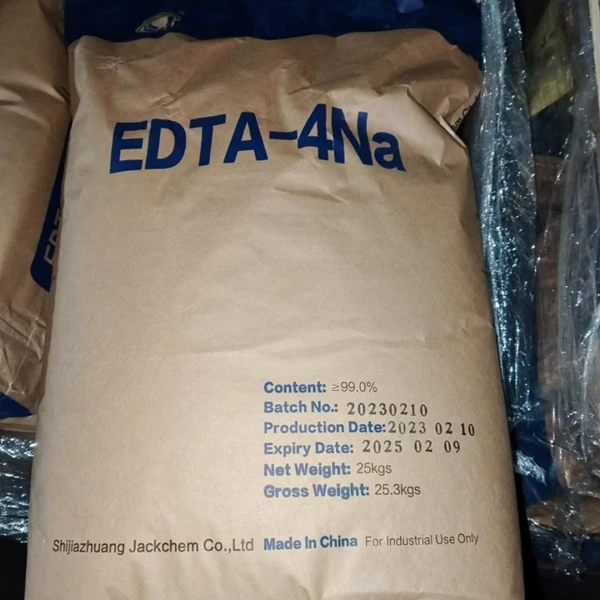 EDTA-4Na
Content: ≥99.0%
Batch No.: 20230210
Production Date:2023 02 10
Expiry Date: 2025 02 09
Net Weight: 25kgs
Gross Weight: 25.3kgs
Shijiazhuang Jackchem Co.,Ltd Made In China For Industrial Use Only